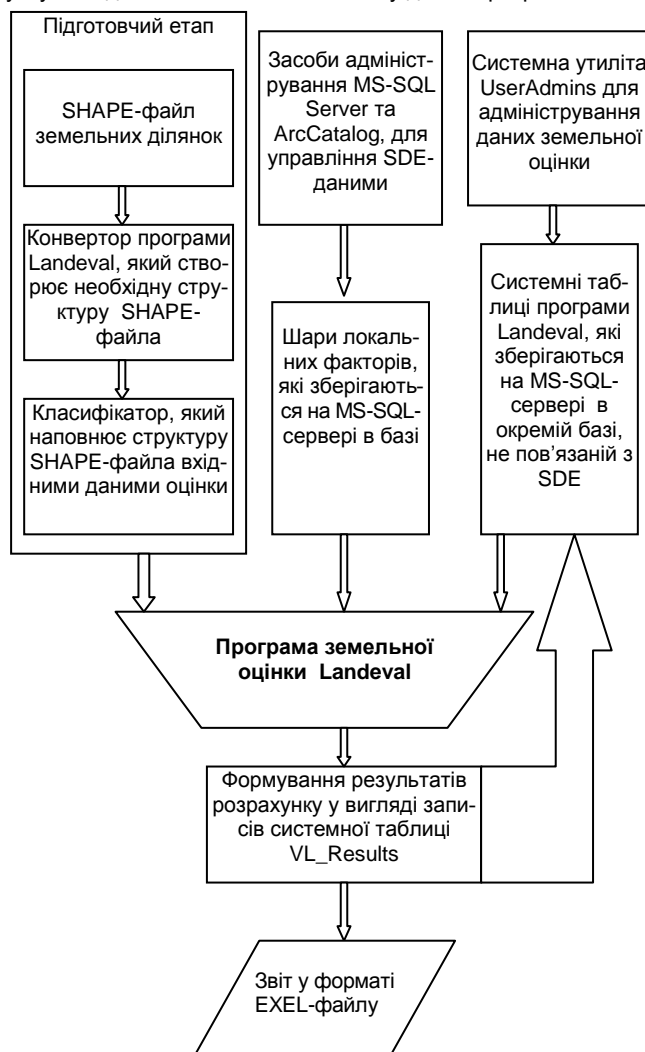 Підготовчий етап
SHAPE-файл
земельних ділянок
Конвертор програми
Landeval, який ство-
рює необхідну стру-
ктуру SHAPE-
файла
Класифікатор, який
наповнює структуру
SHAPE-файла вхід-
ними даними оцінки
Засоби адмініст-
рування MS-SQL
Server та
ArcCatalog, для
управління SDE-
даними
Шари локаль-
них факторів,
які зберігають-
ся на MS-SQL-
сервері в базі
Системна утиліта
UserAdmins для
адміністрування
даних земельної
оцінки
Системні таб-
лиці програми
Landeval, які
зберігаються
на MS-SQL-
сервері в
окремій базі,
не пов’язаній з
SDE
Програма земельної
оцінки Landeval
Формування результатів
розрахунку у вигляді запи-
сів системної таблиці
VL_Results
Звіт у форматі
EXEL-файлу